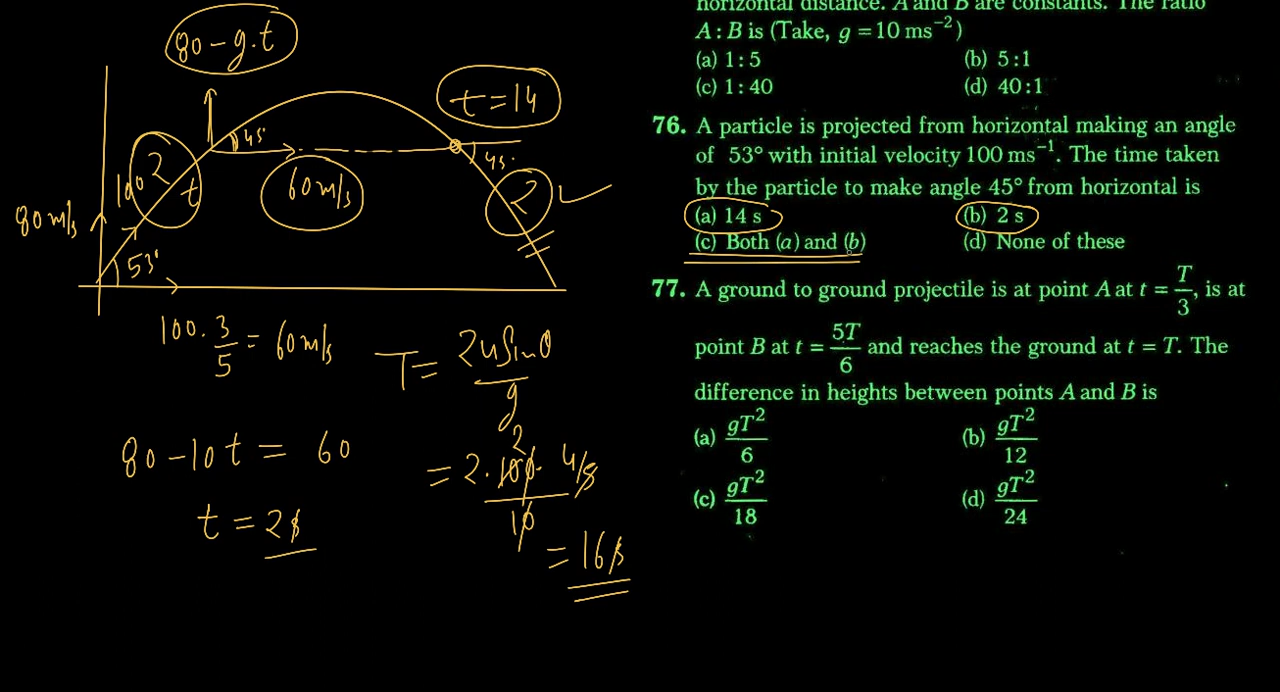 80 - g.t
t = 14
45
45
100
2
t
60 m/s
2
80 m/s
53°
100. 3/5 = 60 m/s
T = 2u Sinθ / g
80 - 10t = 60
= 2. 100. 4/5 / 10
2
t = 2s
= 16s
horizontal distance. A and B are constants. The ratio
A : B is (Take, g = 10 ms⁻²)
(a) 1 : 5 (b) 5 : 1
(c) 1 : 40 (d) 40 : 1
76. A particle is projected from horizontal making an angle
of 53° with initial velocity 100 ms⁻¹. The time taken
by the particle to make angle 45° from horizontal is
(a) 14 s (b) 2 s
(c) Both (a) and (b) (d) None of these
77. A ground to ground projectile is at point A at t = T/3, is at
point B at t = 5T/6 and reaches the ground at t = T. The
difference in heights between points A and B is
(a) gT²/6 (b) gT²/12
(c) gT²/18 (d) gT²/24